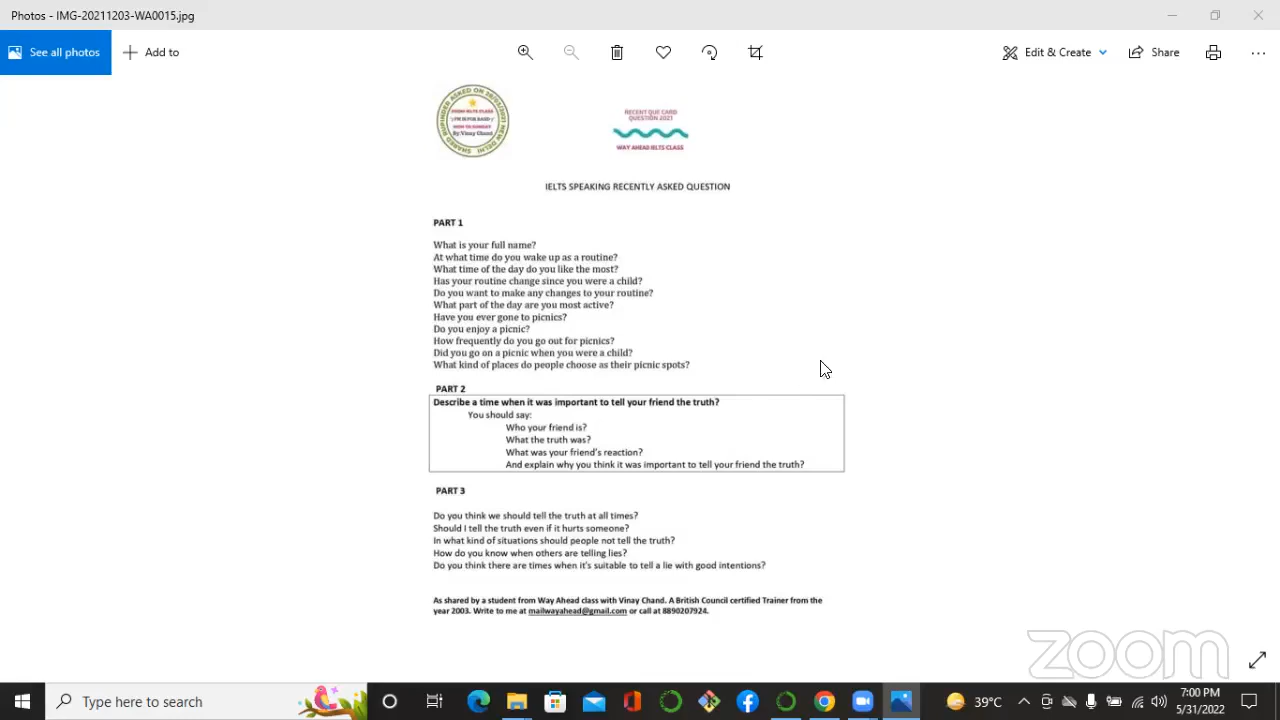 Photos - IMG-20211203-WA0015.jpg
See all photos
Add to
Edit & Create
Share
By Vinay Chand
RECENT QUE CARD
QUESTION 2021
WAY AHEAD IELTS CLASS
IELTS SPEAKING RECENTLY ASKED QUESTION
PART 1
What is your full name?
At what time do you wake up as a routine?
What time of the day do you like the most?
Has your routine change since you were a child?
Do you want to make any changes to your routine?
What part of the day are you most active?
Have you ever gone to picnics?
Do you enjoy a picnic?
How frequently do you go out for picnics?
Did you go on a picnic when you were a child?
What kind of places do people choose as their picnic spots?
PART 2
Describe a time when it was important to tell your friend the truth?
You should say:
Who your friend is?
What the truth was?
What was your friend's reaction?
And explain why you think it was important to tell your friend the truth?
PART 3
Do you think we should tell the truth at all times?
Should I tell the truth even if it hurts someone?
In what kind of situations should people not tell the truth?
How do you know when others are telling lies?
Do you think there are times when it's suitable to tell a lie with good intentions?
As shared by a student from Way Ahead class with Vinay Chand. A British Council certified Trainer from the
year 2003. Write to me at mailwayahead@gmail.com or call at 8890207924.
zoom
Type here to search
39°C
7:00 PM
5/31/2022